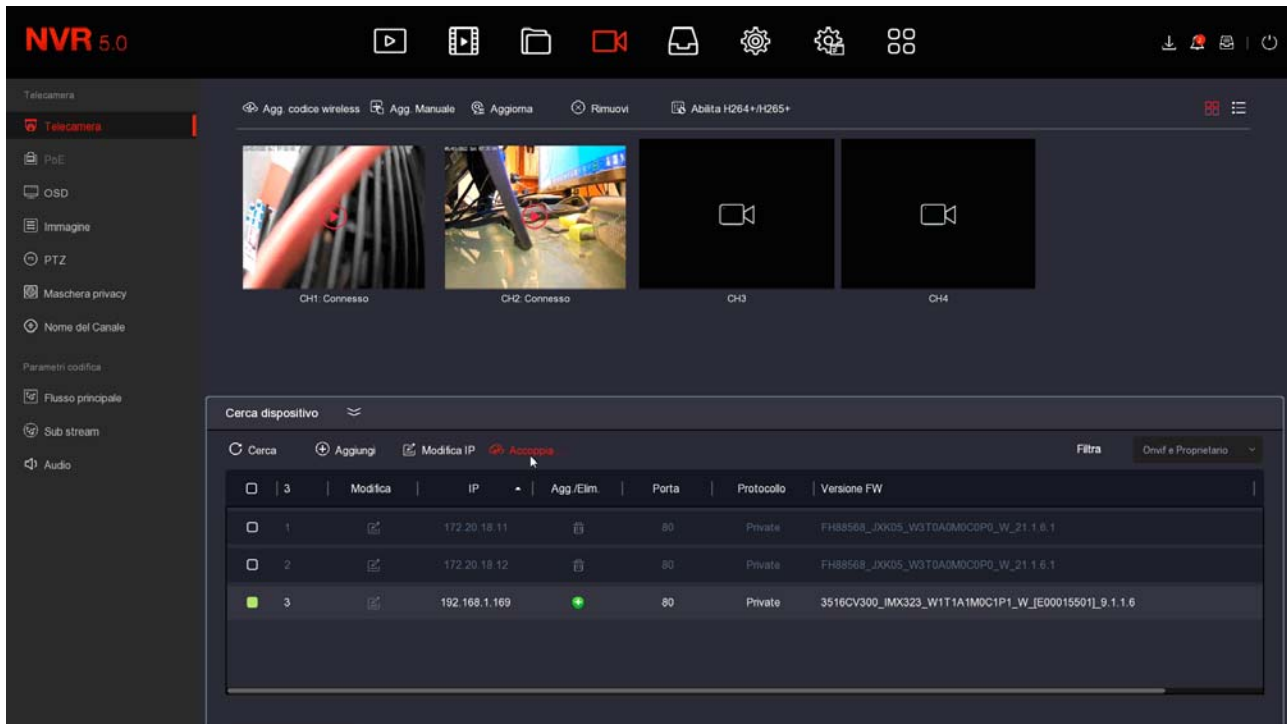 NVR 5.0
Telecamera
Telecamera
PoE
OSD
Immagine
PTZ
Maschera privacy
Nome del Canale
Parametri codifica
Flusso principale
Sub stream
Audio
Agg. codice wireless Agg. Manuale Aggiorna Rimuovi Abilita H264+/H265+
CH1: Connesso CH2: Connesso CH3 CH4
Cerca dispositivo
Cerca Aggiungi Modifica IP Accoppia Filtra Onvif e Proprietario
3 Modifica IP Agg./Elim. Porta Protocollo Versione FW
1 172.20.18.11 80 Private FH88568_JXK05_W3T0A0M0C0P0_W_21.1.6.1
2 172.20.18.12 80 Private FH88568_JXK05_W3T0A0M0C0P0_W_21.1.6.1
3 192.168.1.169 80 Private 3516CV300_IMX323_W1T1A1M0C1P1_W_[E00015501]_9.1.1.6